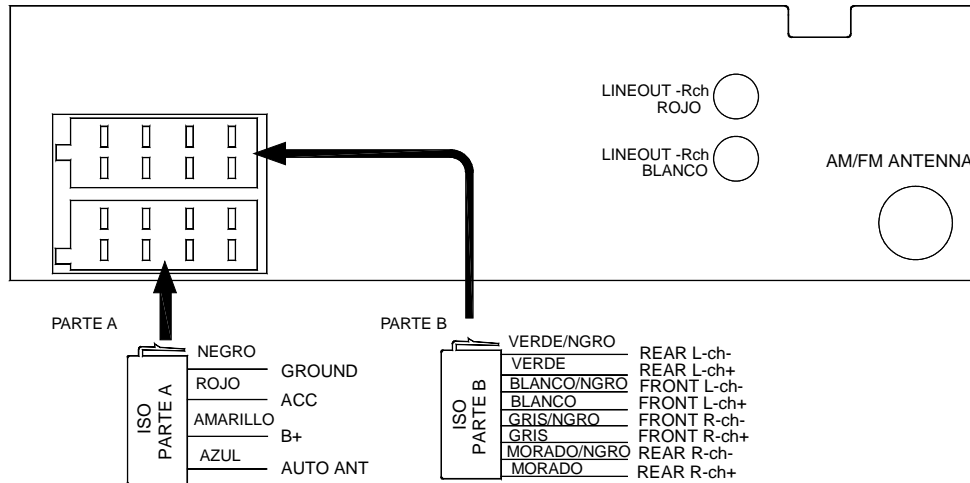 LINEOUT -Rch
ROJO
LINEOUT -Rch
BLANCO
AM/FM ANTENNA
PARTE A
PARTE B
ISO
PARTE A
NEGRO
GROUND
ROJO
ACC
AMARILLO
B+
AZUL
AUTO ANT
ISO
PARTE B
VERDE/NGRO REAR L-ch-
VERDE REAR L-ch+
BLANCO/NGRO FRONT L-ch-
BLANCO FRONT L-ch+
GRIS/NGRO FRONT R-ch-
GRIS FRONT R-ch+
MORADO/NGRO REAR R-ch-
MORADO REAR R-ch+